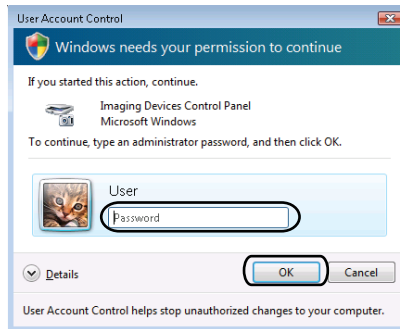 User Account Control
Windows needs your permission to continue
If you started this action, continue.
Imaging Devices Control Panel
Microsoft Windows
To continue, type an administrator password, and then click OK.
User
Password
Details
OK
Cancel
User Account Control helps stop unauthorized changes to your computer.